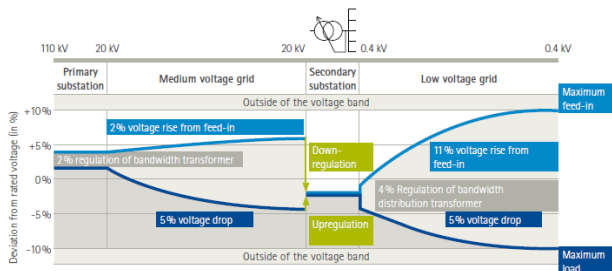 110 kV
20 kV
20 kV
0.4 kV
0.4 kV
Primary
substation
Medium voltage grid
Secondary
substation
Low voltage grid
Maximum
feed-in
Outside of the voltage band
+10%
2% voltage rise from feed-in
+5%
Down-
regulation
11% voltage rise from
feed-in
2% regulation of bandwidth transformer
0%
4% Regulation of bandwidth
distribution transformer
-5%
5% voltage drop
Upregulation
5% voltage drop
-10%
Outside of the voltage band
Maximum
load
Deviation from rated voltage (in %)